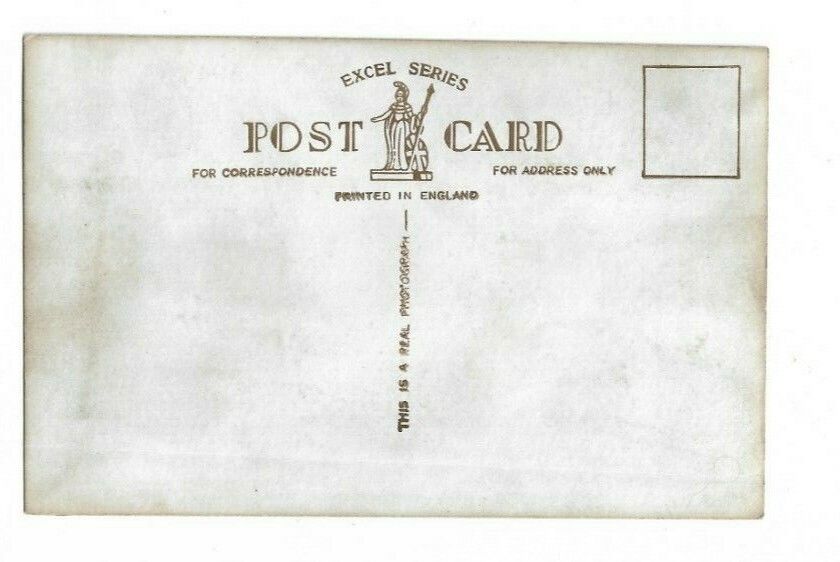 EXCEL SERIES
POST CARD
FOR CORRESPONDENCE
FOR ADDRESS ONLY
PRINTED IN ENGLAND
THIS IS A REAL PHOTOGRAPH